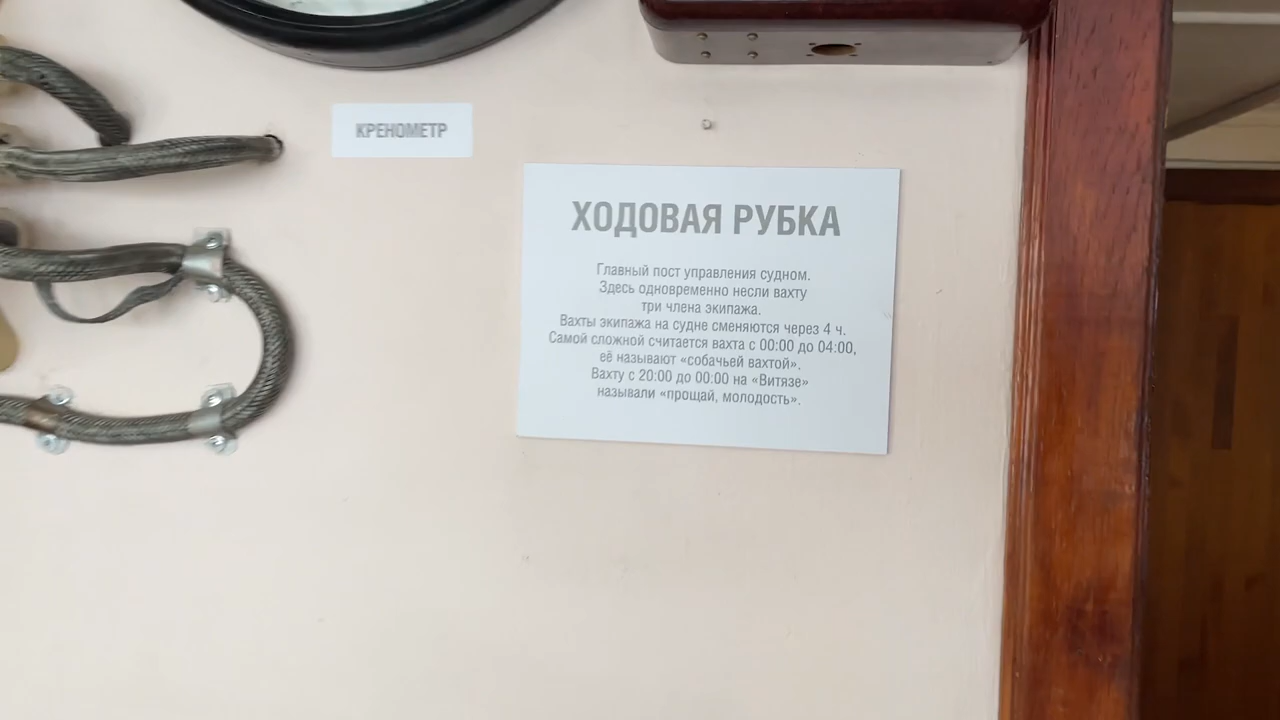 КРЕНОМЕТР
ХОДОВАЯ РУБКА
Главный пост управления судном.
Здесь одновременно несли вахту
три члена экипажа.
Вахты экипажа на судне сменяются через 4 ч.
Самой сложной считается вахта с 00:00 до 04:00,
её называют «собачьей вахтой».
Вахту с 20:00 до 00:00 на «Витязе»
называли «прощай, молодость».